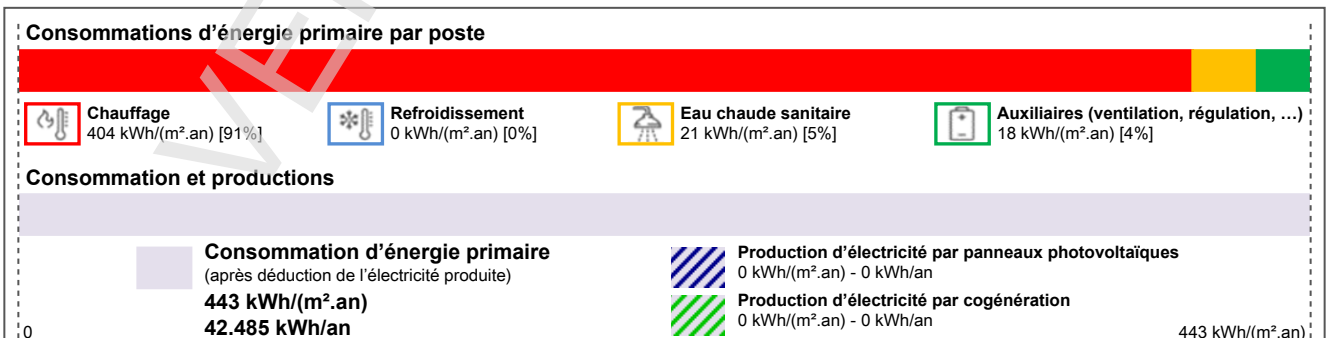 Consommations d'énergie primaire par poste
Chauffage
404 kWh/(m².an) [91%]
Refroidissement
0 kWh/(m².an) [0%]
Eau chaude sanitaire
21 kWh/(m².an) [5%]
Auxiliaires (ventilation, régulation, …)
18 kWh/(m².an) [4%]
Consommation et productions
Consommation d'énergie primaire
(après déduction de l'électricité produite)
443 kWh/(m².an)
42.485 kWh/an
Production d'électricité par panneaux photovoltaïques
0 kWh/(m².an) - 0 kWh/an
Production d'électricité par cogénération
0 kWh/(m².an) - 0 kWh/an
0
443 kWh/(m².an)